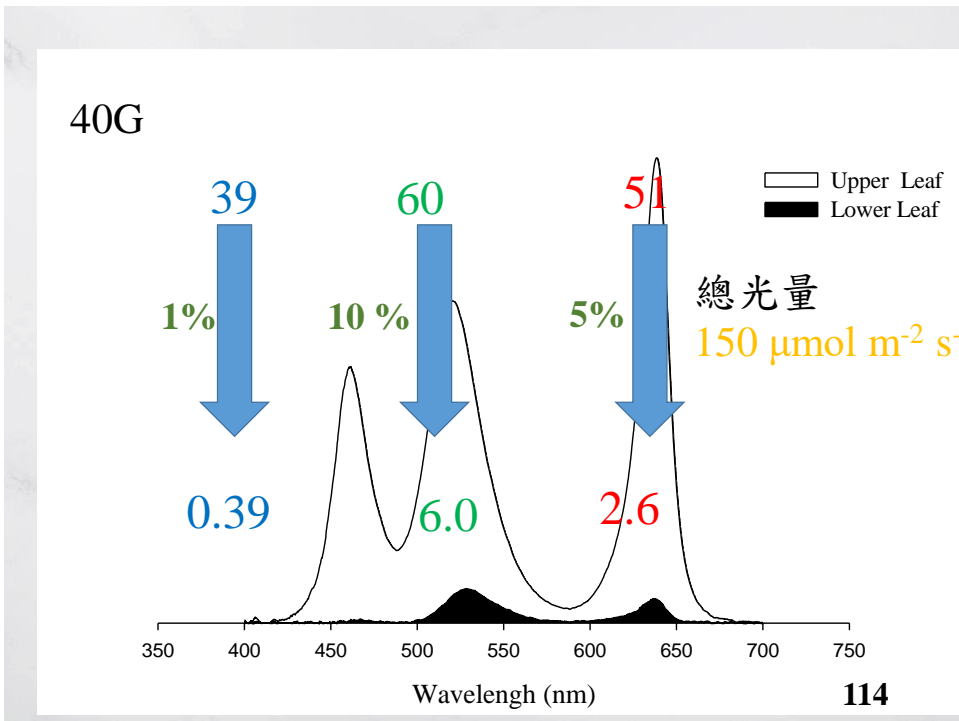 40G
39 60 51
Upper Leaf
Lower Leaf
1% 10 % 5%
總光量
150 μmol m⁻² s⁻
0.39 6.0 2.6
350 400 450 500 550 600 650 700 750
Wavelengh (nm)
114